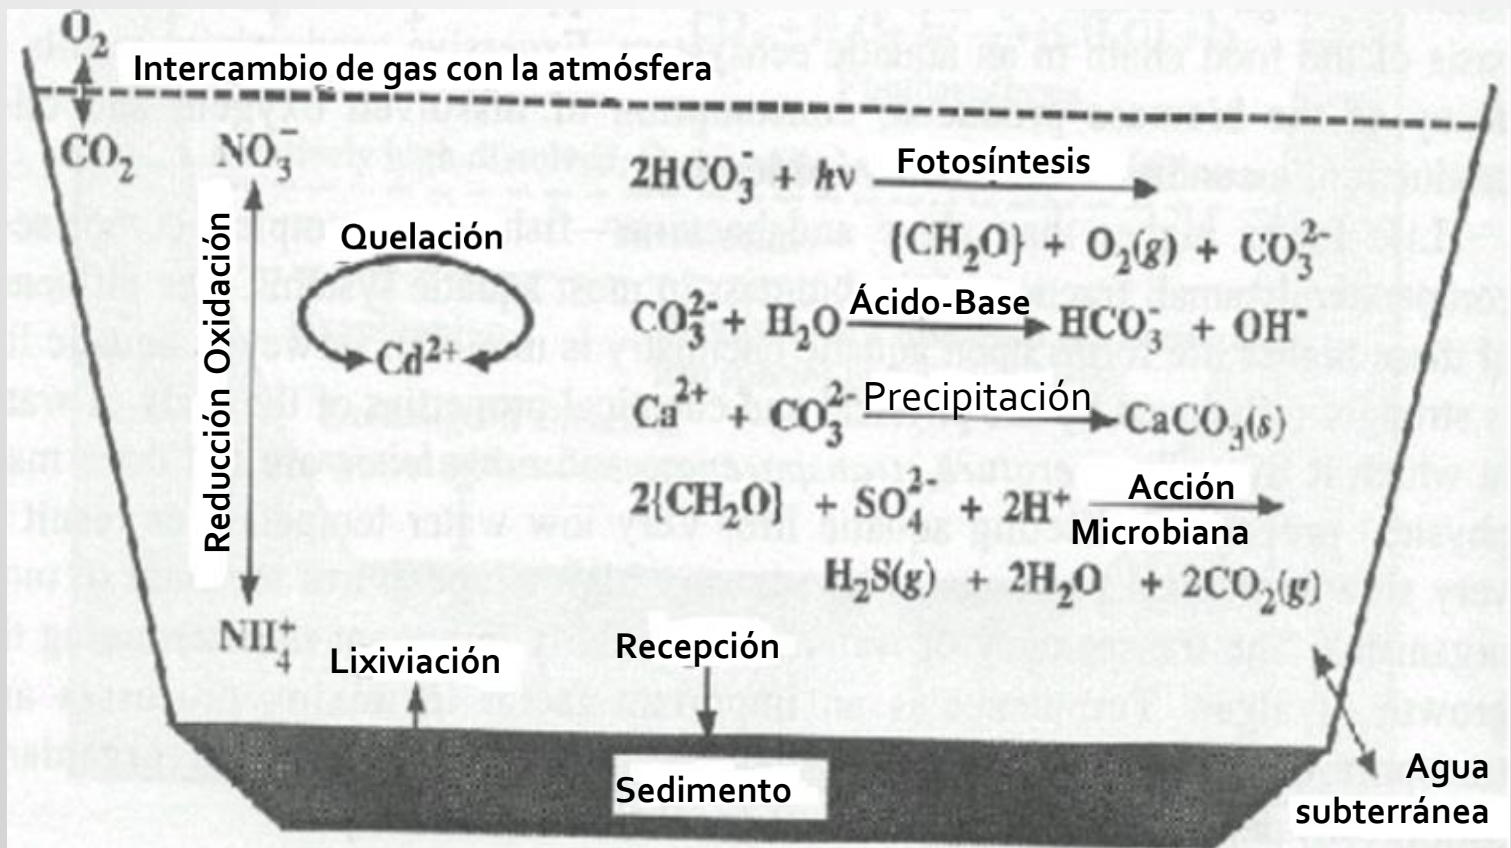 O₂
Intercambio de gas con la atmósfera
CO₂
NO₃⁻
Reducción Oxidación
NH₄⁺
Quelación
Cd²⁺
2HCO₃⁻ + hν Fotosíntesis
{CH₂O} + O₂(g) + CO₃²⁻
CO₃²⁻ + H₂O Ácido-Base HCO₃⁻ + OH⁻
Ca²⁺ + CO₃²⁻ Precipitación CaCO₃(s)
2{CH₂O} + SO₄²⁻ + 2H⁺ Acción
Microbiana
H₂S(g) + 2H₂O + 2CO₂(g)
Lixiviación
Recepción
Sedimento
Agua
subterránea